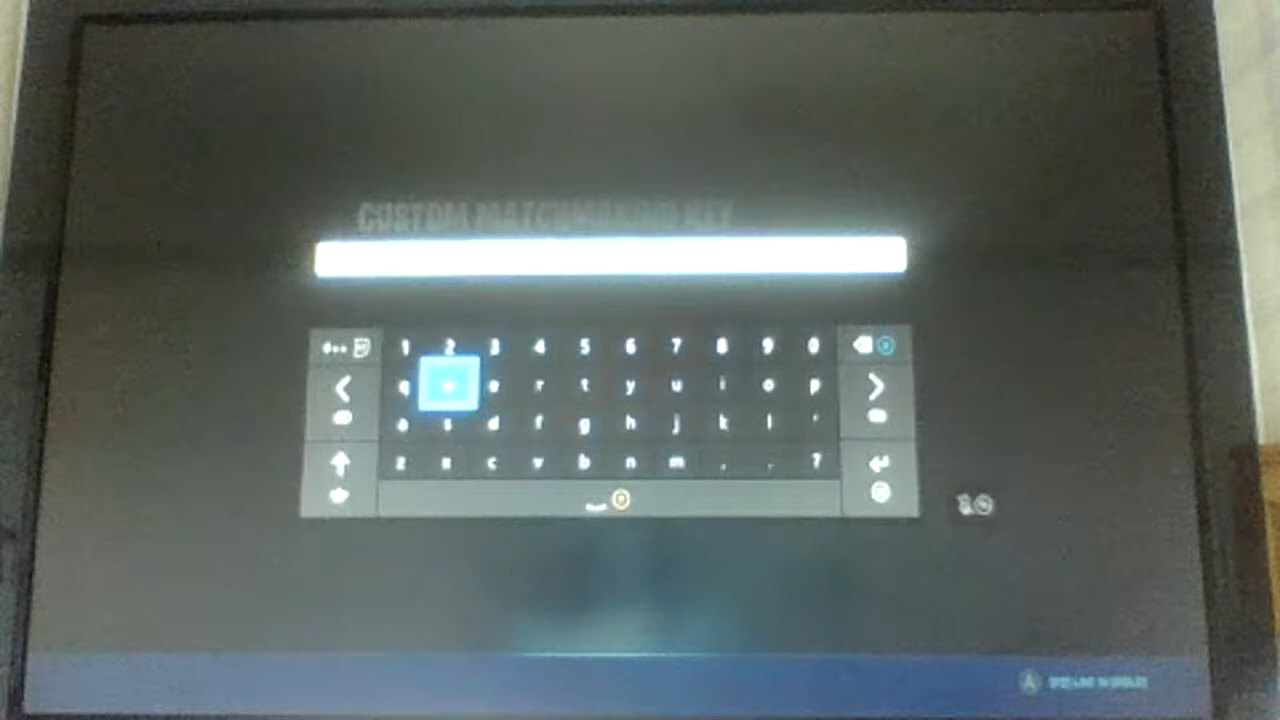 CUSTOM MATCHMAKING KEY
1 2 3 4 5 6 7 8 9 0
q e r t y u i o p
a s d f g h j k l '
z x c v b n m , . ?